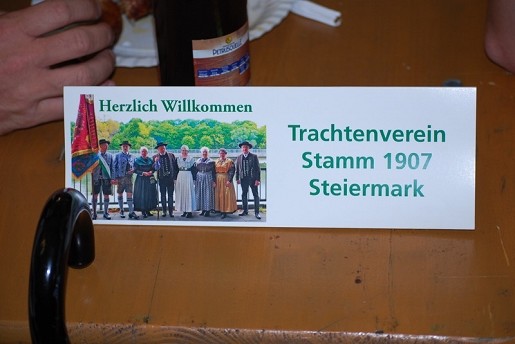 Herzlich Willkommen
Trachtenverein
Stamm 1907
Steiermark